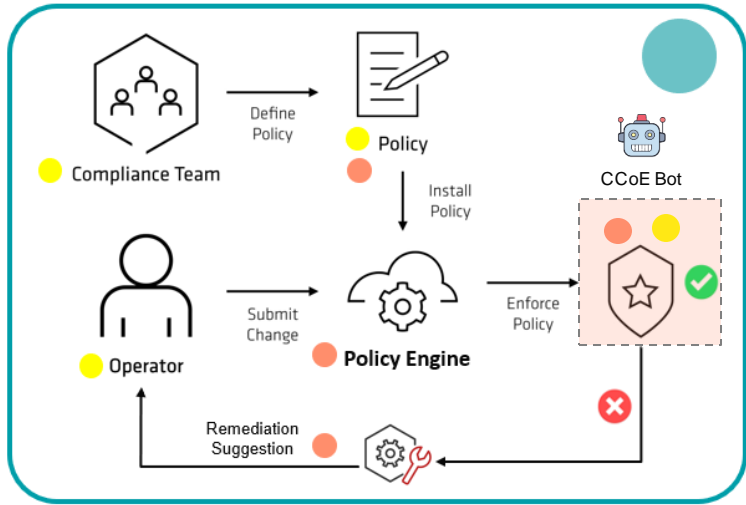 Define
Policy
Compliance Team
Policy
CCoE Bot
Install
Policy
Submit
Change
Enforce
Policy
Operator
Policy Engine
Remediation
Suggestion